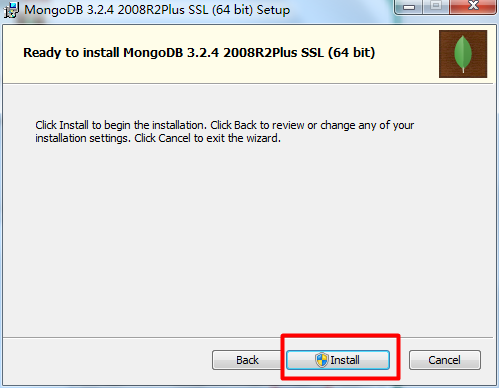 MongoDB 3.2.4 2008R2Plus SSL (64 bit) Setup
Ready to install MongoDB 3.2.4 2008R2Plus SSL (64 bit)
Click Install to begin the installation. Click Back to review or change any of your
installation settings. Click Cancel to exit the wizard.
Back Install Cancel